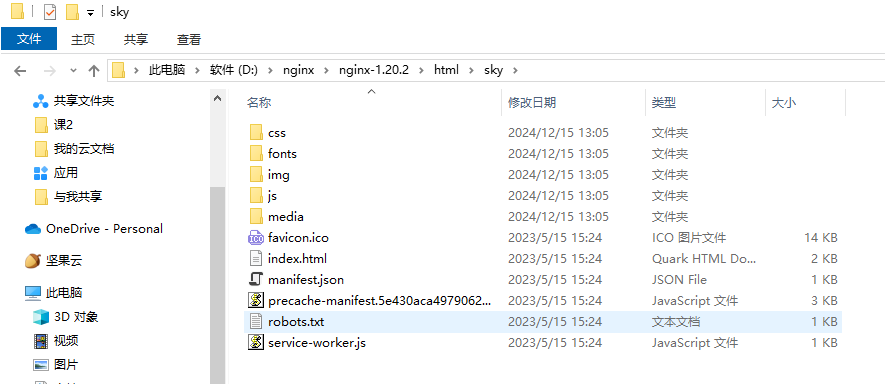 sky
文件 主页 共享 查看
此电脑 软件 (D:) nginx nginx-1.20.2 html sky
共享文件夹
课2
我的云文档
应用
与我共享
OneDrive - Personal
坚果云
此电脑
3D 对象
视频
图片
名称 修改日期 类型 大小
css 2024/12/15 13:05 文件夹
fonts 2024/12/15 13:05 文件夹
img 2024/12/15 13:05 文件夹
js 2024/12/15 13:05 文件夹
media 2024/12/15 13:05 文件夹
favicon.ico 2023/5/15 15:24 ICO 图片文件 14 KB
index.html 2023/5/15 15:24 Quark HTML Do... 2 KB
manifest.json 2023/5/15 15:24 JSON File 1 KB
precache-manifest.5e430aca4979062... 2023/5/15 15:24 JavaScript 文件 3 KB
robots.txt 2023/5/15 15:24 文本文档 1 KB
service-worker.js 2023/5/15 15:24 JavaScript 文件 1 KB